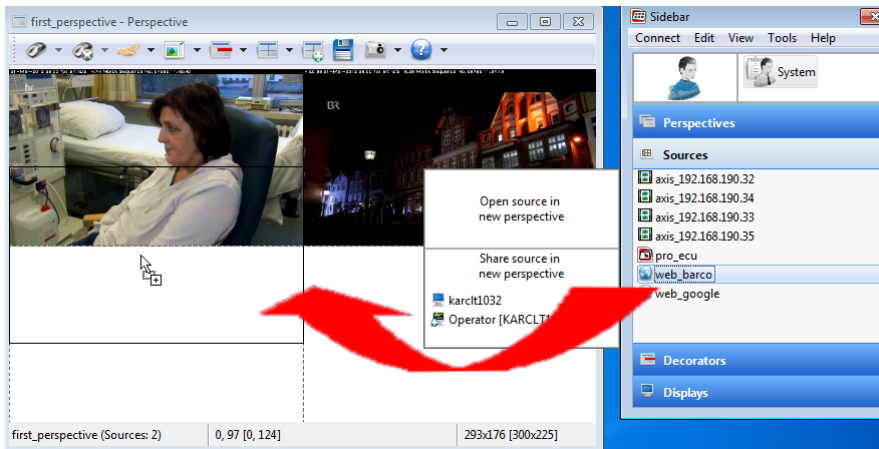 first_perspective - Perspective
BR
Open source in
new perspective
Share source in
new perspective
karclt1032
Operator [KARCLT1
first_perspective (Sources: 2)
0, 97 [0, 124]
293x176 [300x225]
Sidebar
Connect Edit View Tools Help
System
Perspectives
Sources
axis_192.168.190.32
axis_192.168.190.34
axis_192.168.190.33
axis_192.168.190.35
pro_ecu
web_barco
web_google
Decorators
Displays